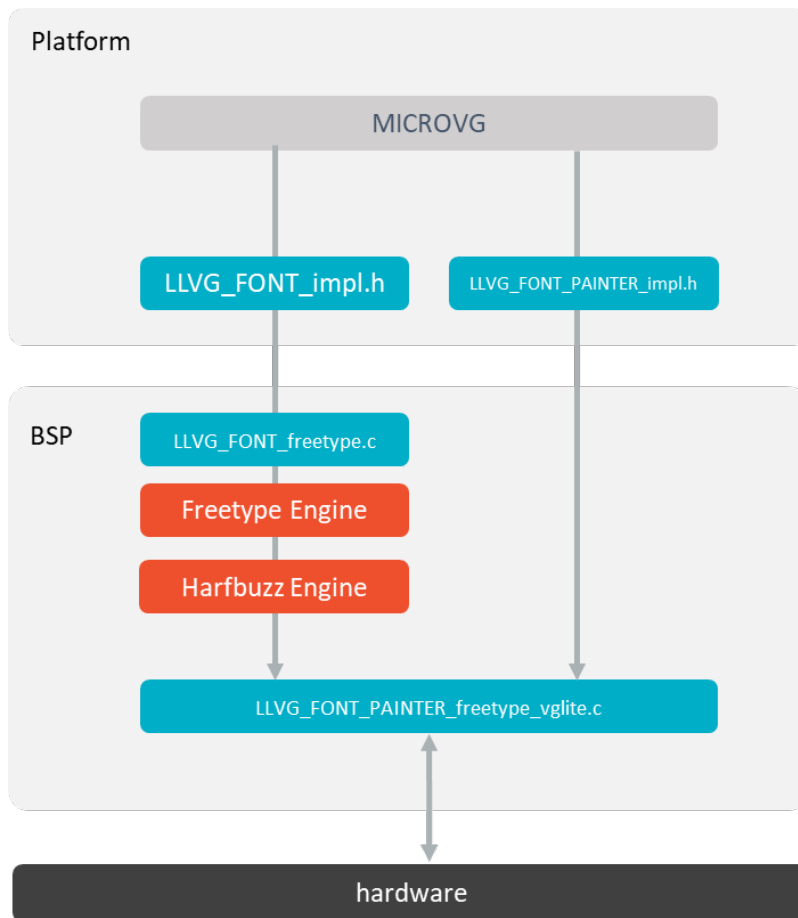 Platform
MICROVG
LLVG_FONT_impl.h
LLVG_FONT_PAINTER_impl.h
BSP
LLVG_FONT_freetype.c
Freetype Engine
Harfbuzz Engine
LLVG_FONT_PAINTER_freetype_vglite.c
hardware